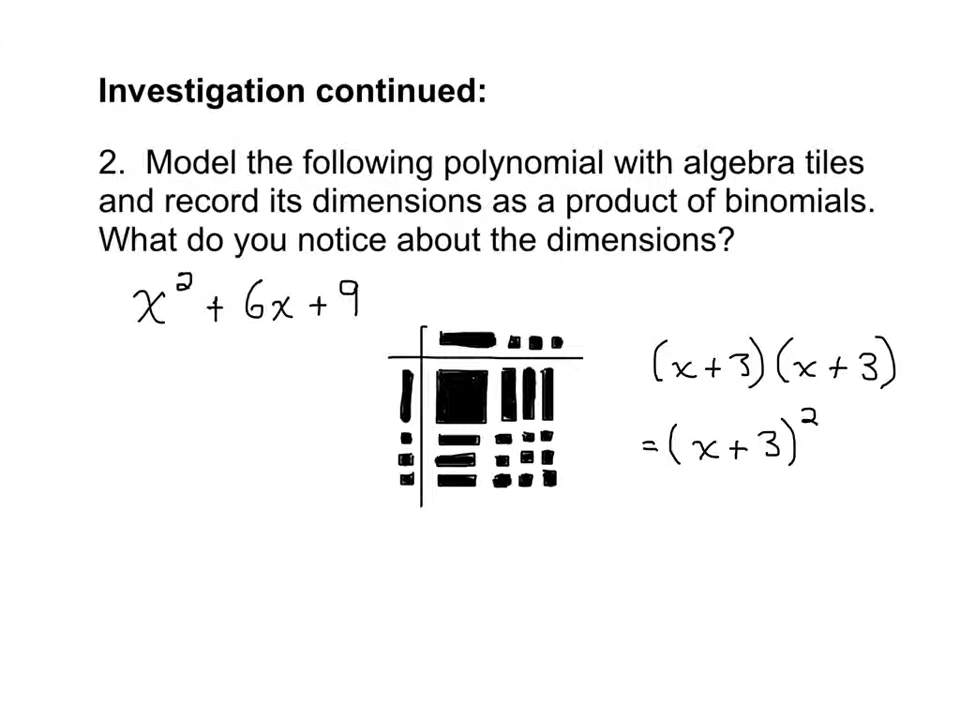 Investigation continued:
2. Model the following polynomial with algebra tiles
and record its dimensions as a product of binomials.
What do you notice about the dimensions?
x² + 6x + 9
(x + 3)(x + 3)
= (x + 3)²